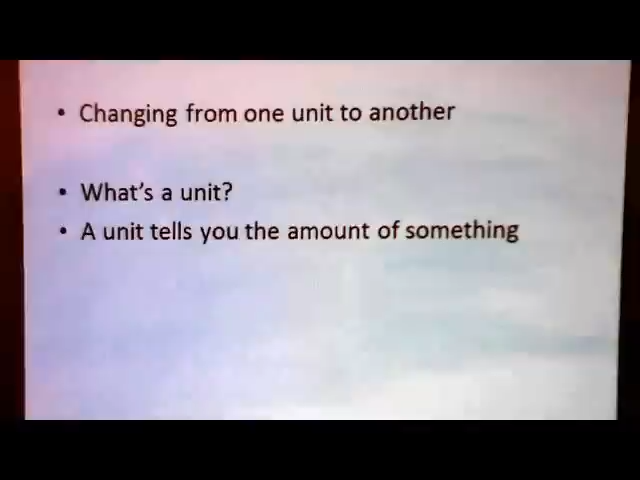 • Changing from one unit to another
• What's a unit?
• A unit tells you the amount of something